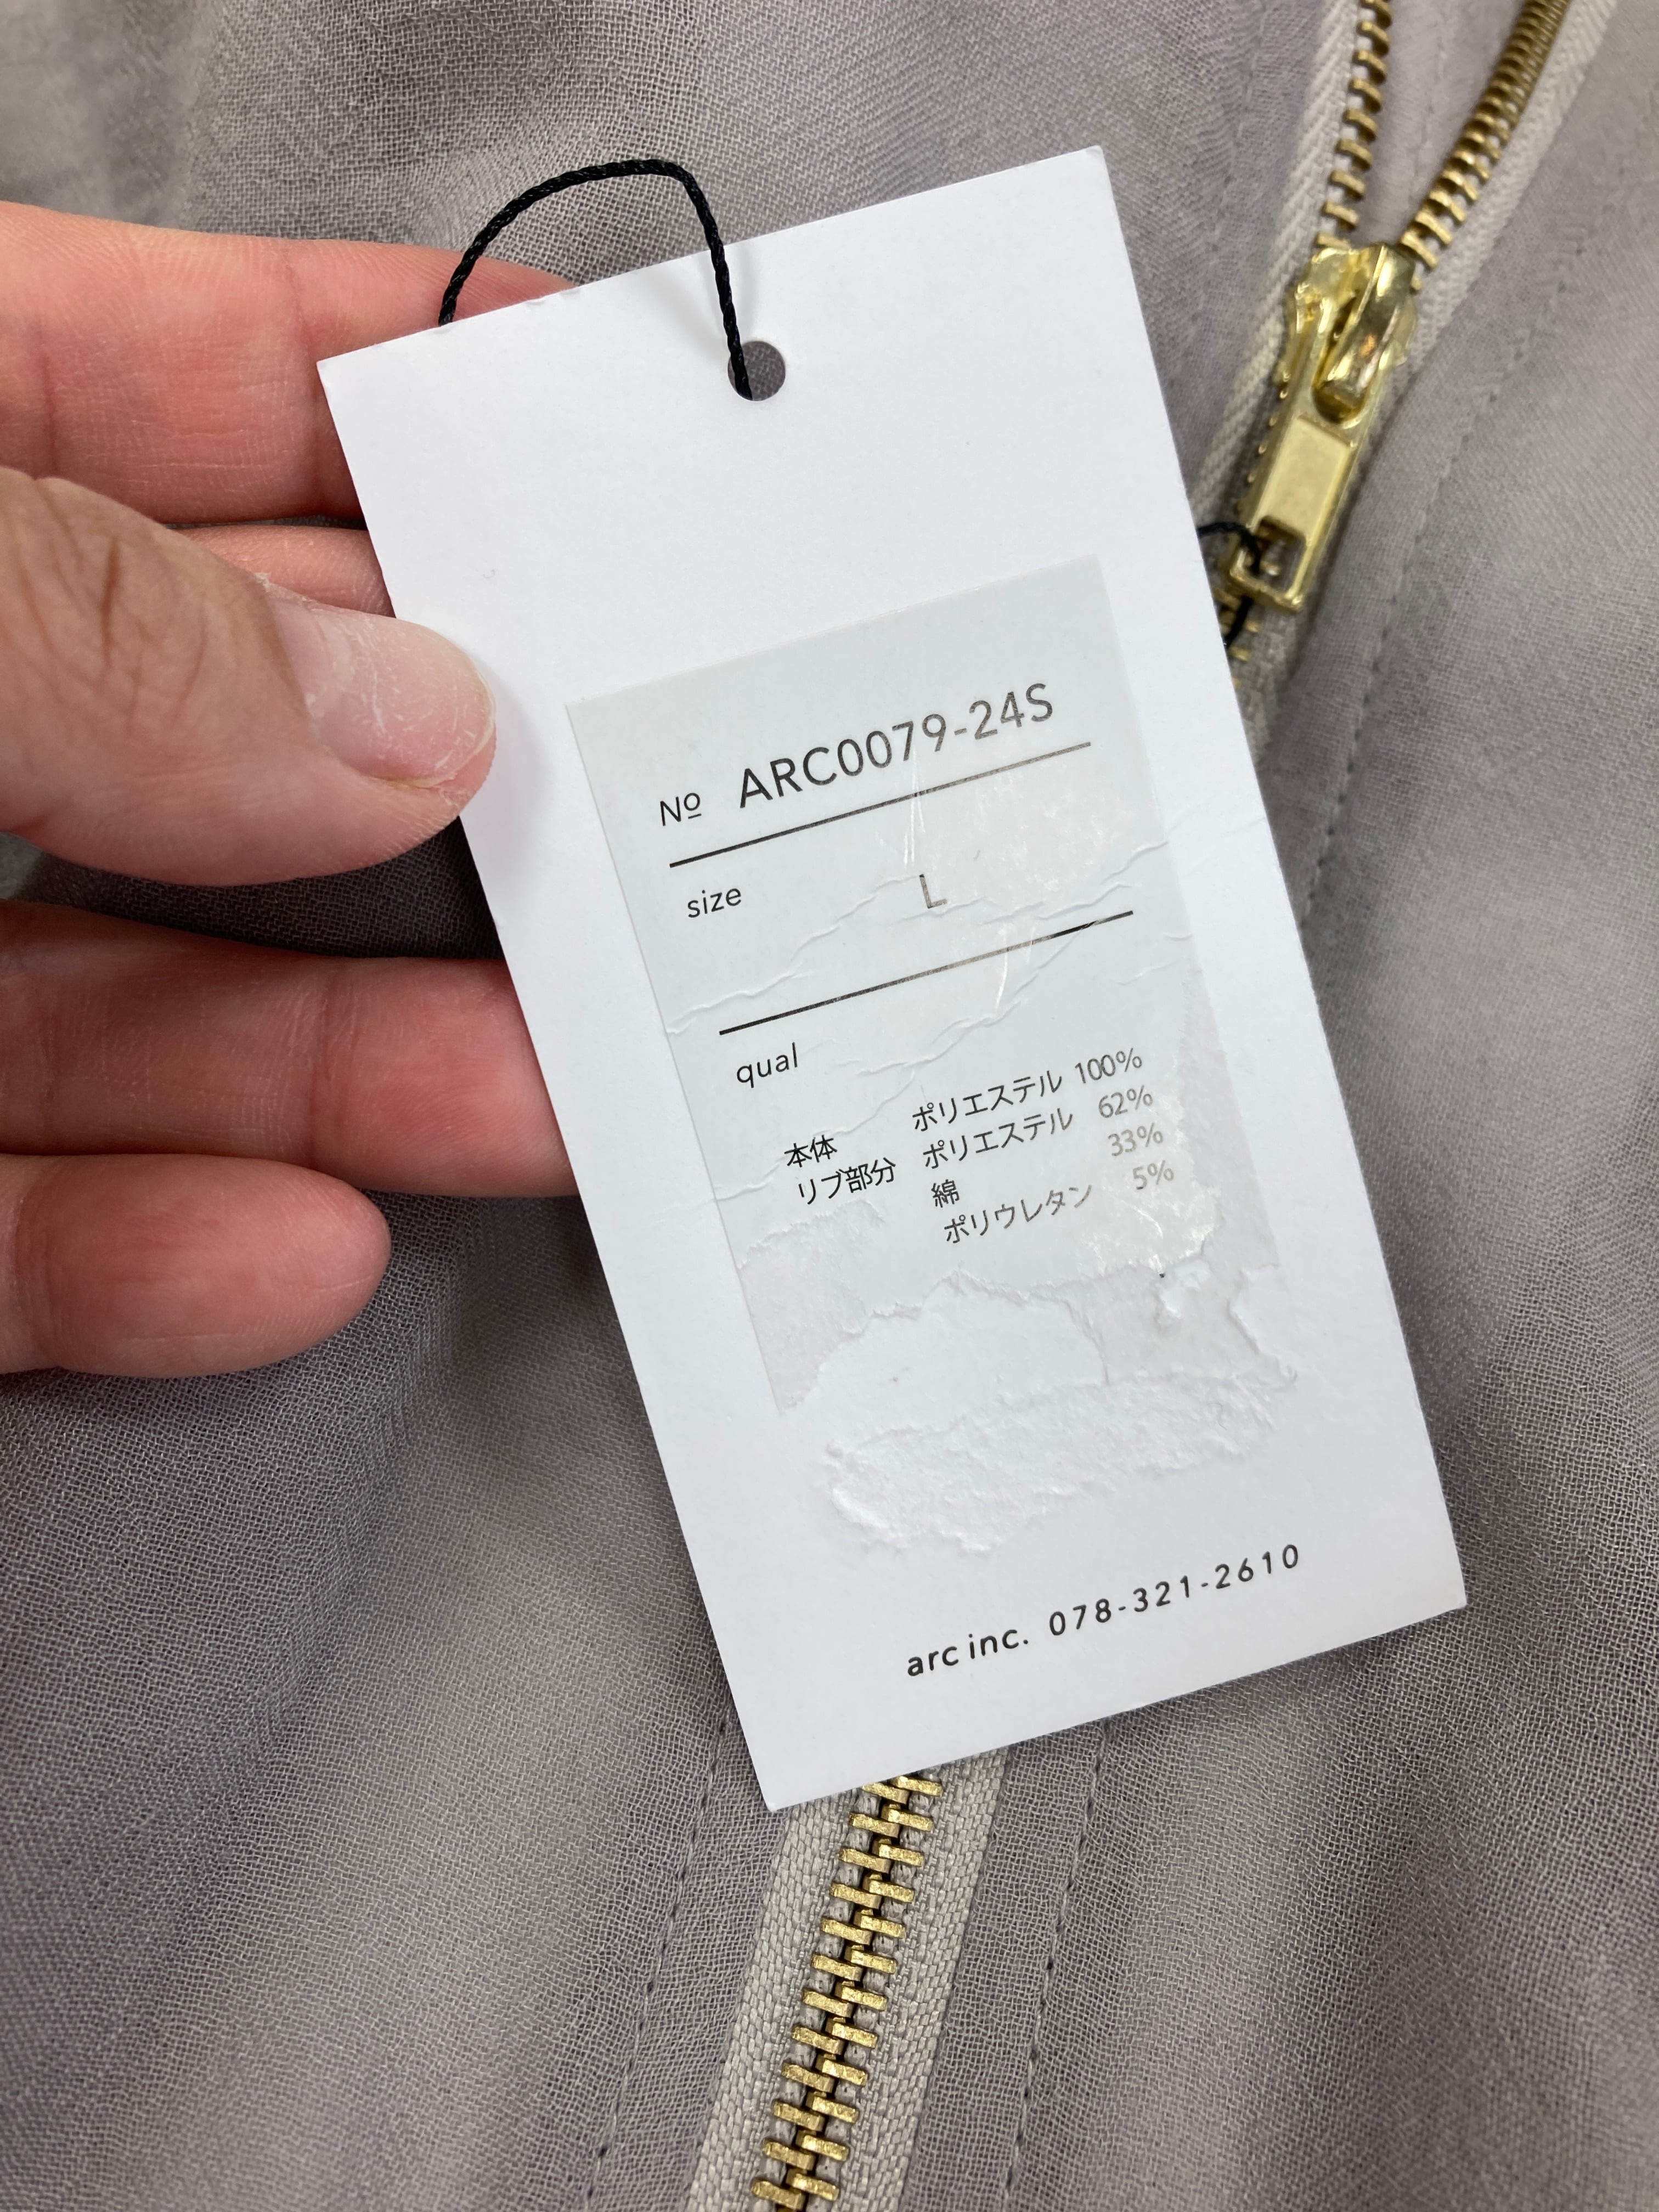 Nº ARC0079-24S
size L
qual
本体 ポリエステル 100%
リブ部分 ポリエステル 62%
綿 33%
ポリウレタン 5%
arc inc. 078-321-2610